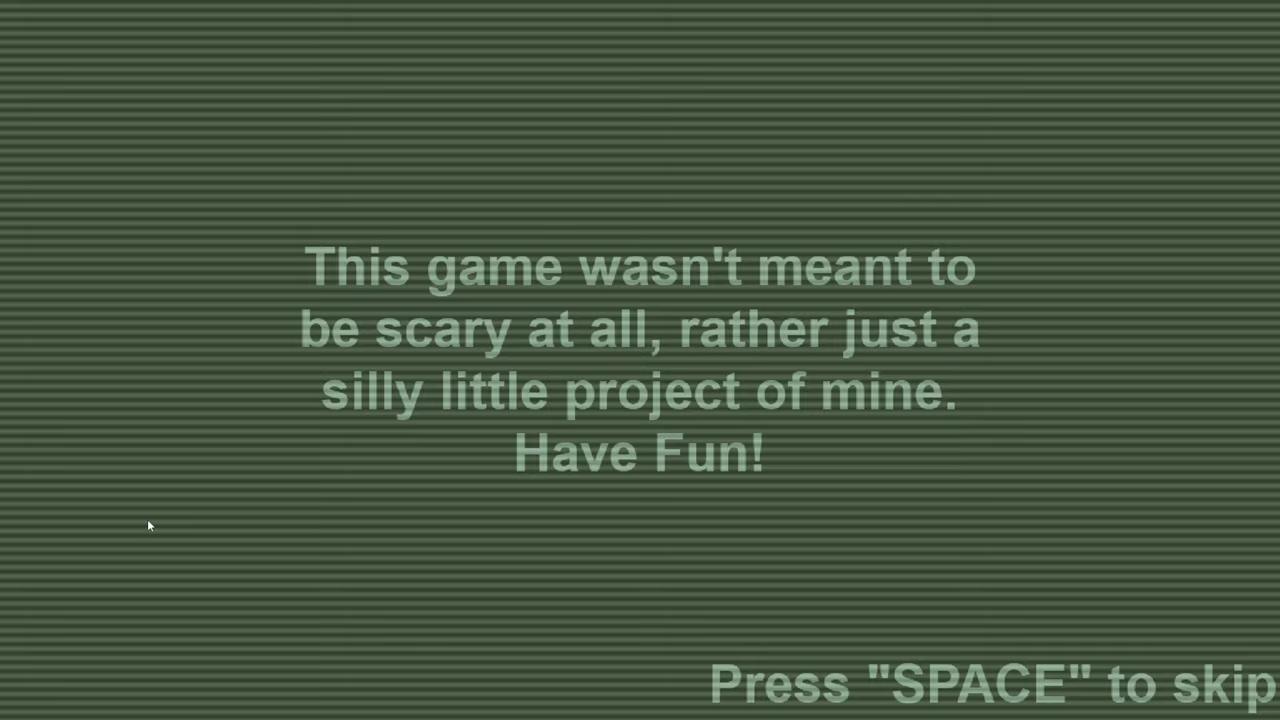 This game wasn't meant to
be scary at all, rather just a
silly little project of mine.
Have Fun!
Press "SPACE" to skip